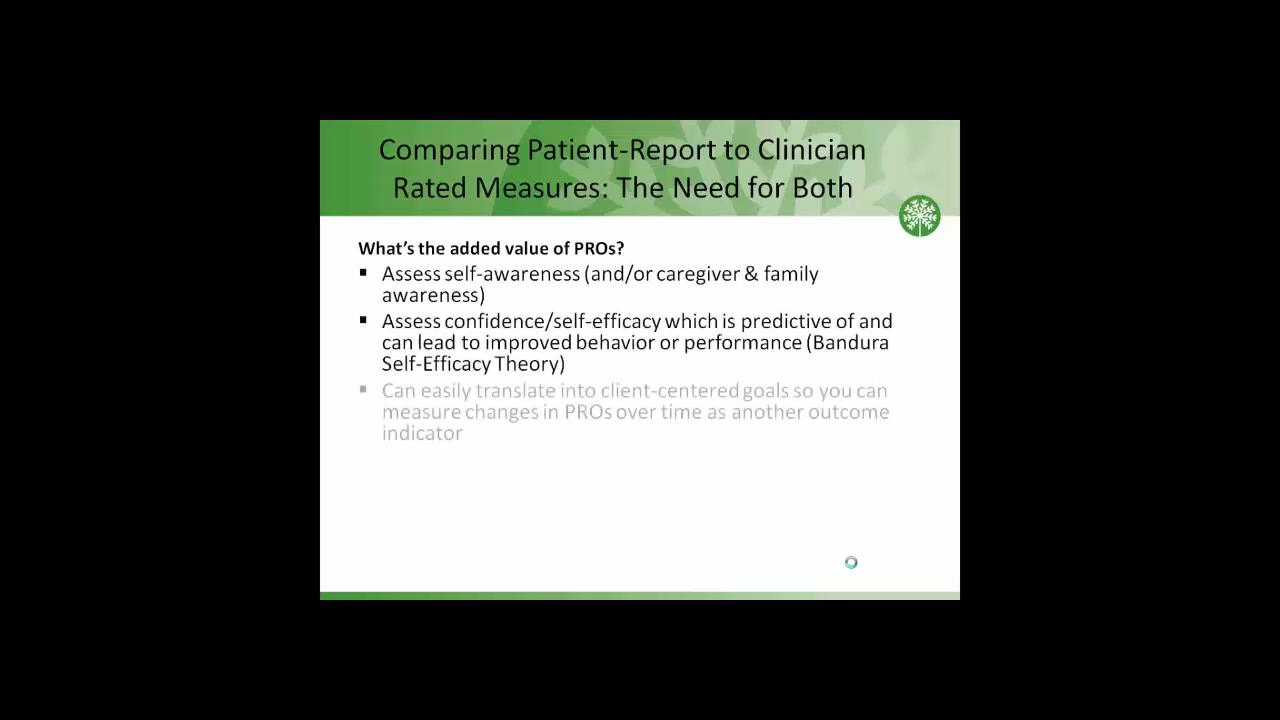 Comparing Patient-Report to Clinician
Rated Measures: The Need for Both
What's the added value of PROs?
▪ Assess self-awareness (and/or caregiver & family
awareness)
▪ Assess confidence/self-efficacy which is predictive of and
can lead to improved behavior or performance (Bandura
Self-Efficacy Theory)
▪ Can easily translate into client-centered goals so you can
measure changes in PROs over time as another outcome
indicator